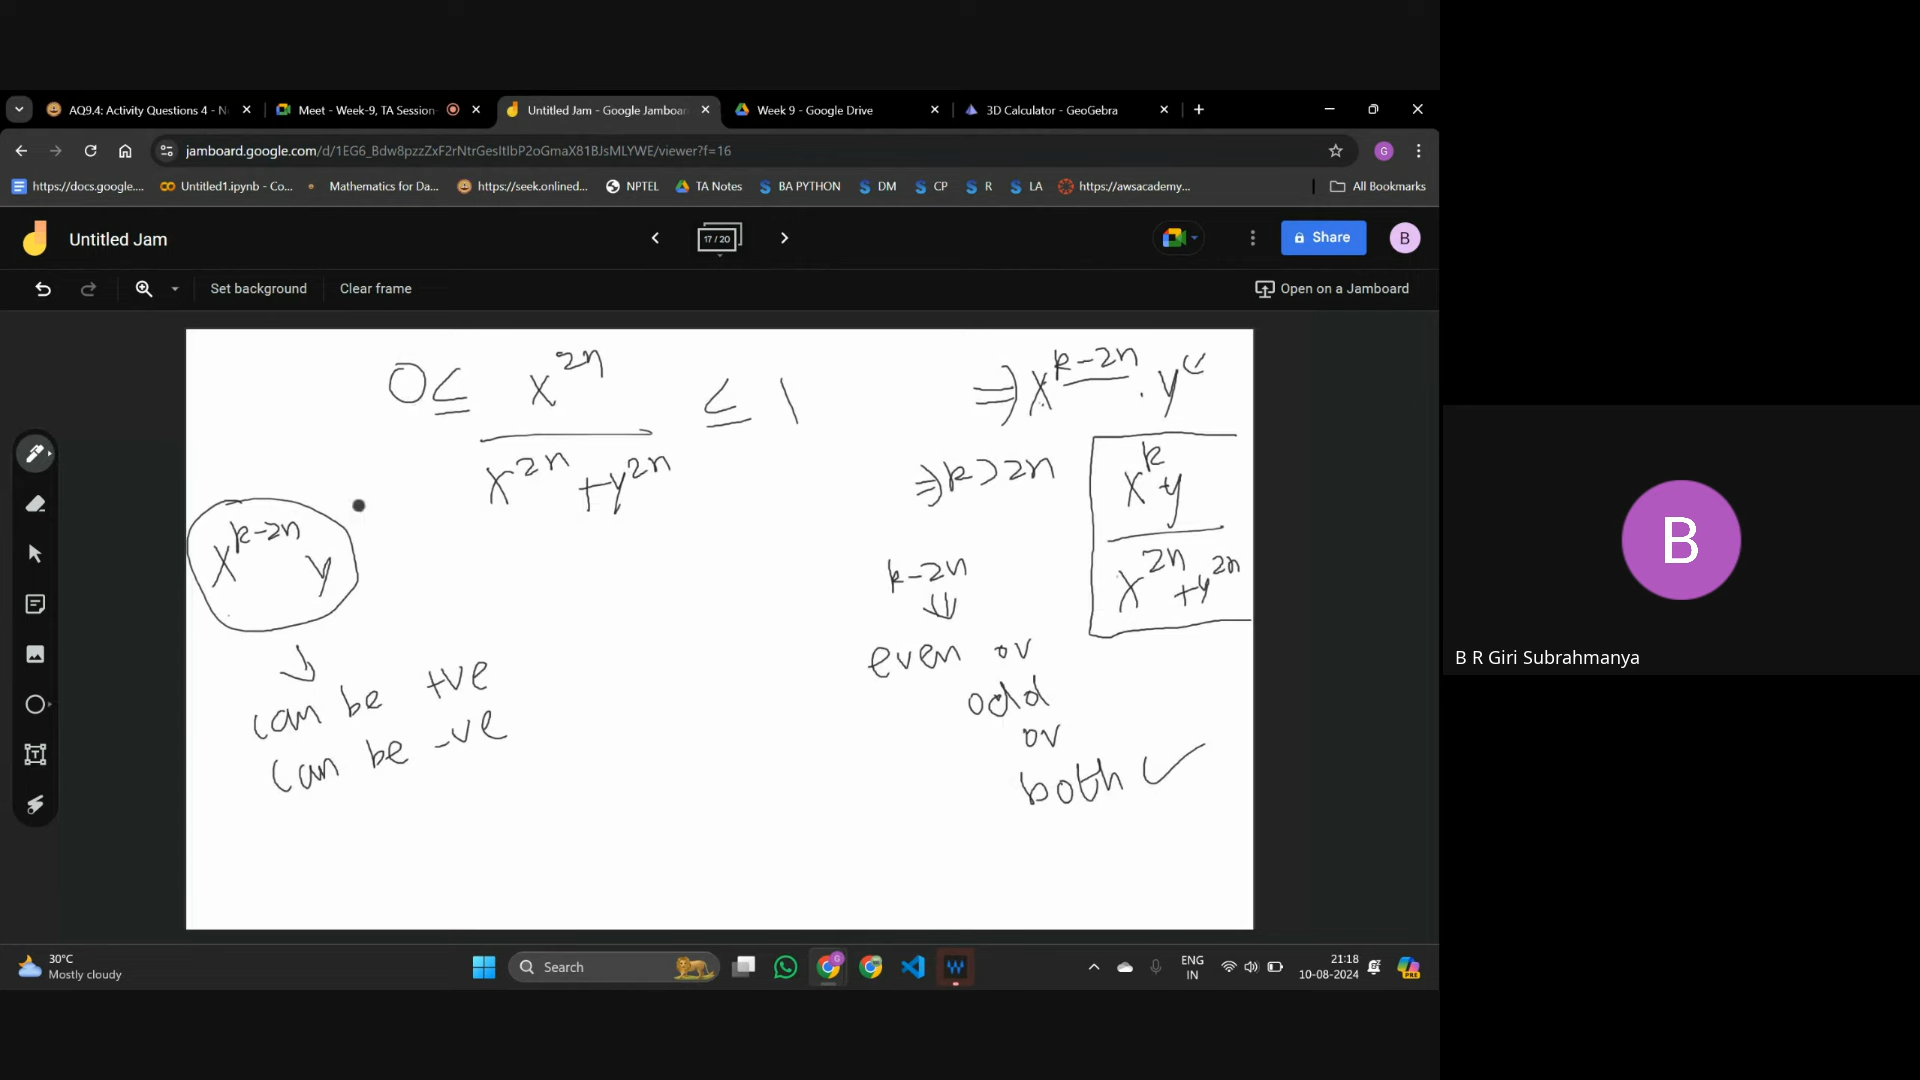 AQ9.4: Activity Questions 4 - N
Meet - Week-9, TA Session
Untitled Jam - Google Jamboar
Week 9 - Google Drive
3D Calculator - GeoGebra
jamboard.google.com/d/1EG6_Bdw8pzzZxF2rNtrGesItIbP2oGmaX81BJsMLYWE/viewer?f=16
G
https://docs.google....
Untitled1.ipynb - Co...
Mathematics for Da...
https://seek.onlined...
NPTEL
TA Notes
BA PYTHON
DM
CP
R
LA
https://awsacademy...
All Bookmarks
Untitled Jam
17 / 20
Share
B
Set background
Clear frame
Open on a Jamboard
0 ≤ x^2n / (x^2n + y^2n) ≤ 1
⇒ x^k-2n . y
⇒ k > 2n
x^k y / (x^2n + y^2n)
x^k-2n y
k-2n
even or
odd
or
both ✓
can be +ve
can be -ve
B
B R Giri Subrahmanya
30°C
Mostly cloudy
Search
ENG
IN
21:18
10-08-2024